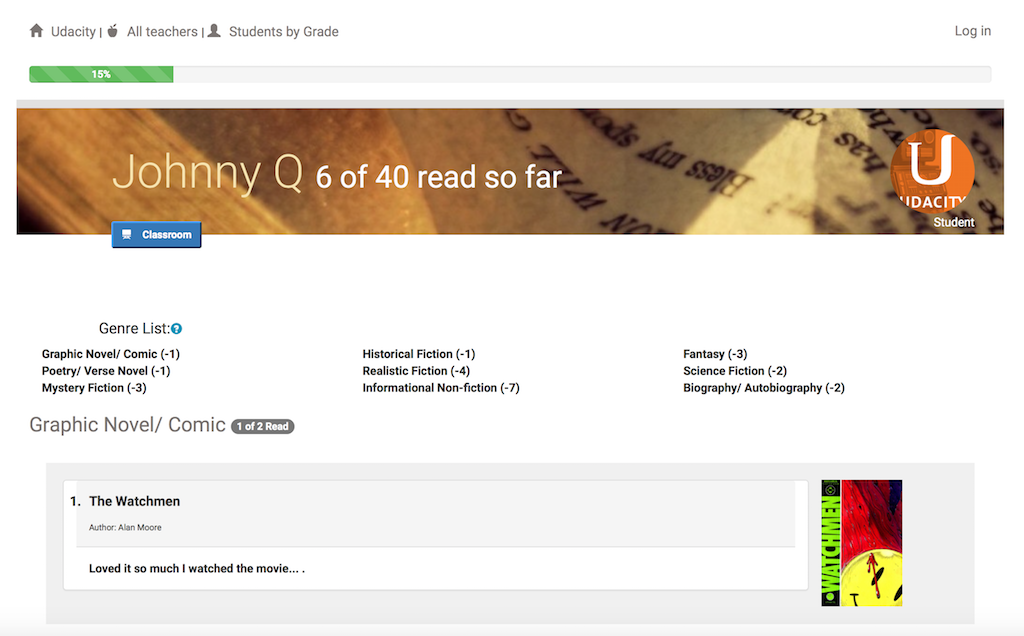 Udacity | All teachers | Students by Grade Log in
15%
Johnny Q 6 of 40 read so far
UDACITY
Student
Classroom
Genre List:
Graphic Novel/ Comic (-1) Historical Fiction (-1) Fantasy (-3)
Poetry/ Verse Novel (-1) Realistic Fiction (-4) Science Fiction (-2)
Mystery Fiction (-3) Informational Non-fiction (-7) Biography/ Autobiography (-2)
Graphic Novel/ Comic 1 of 2 Read
1. The Watchmen
Author: Alan Moore
Loved it so much I watched the movie... .
WATCHMEN